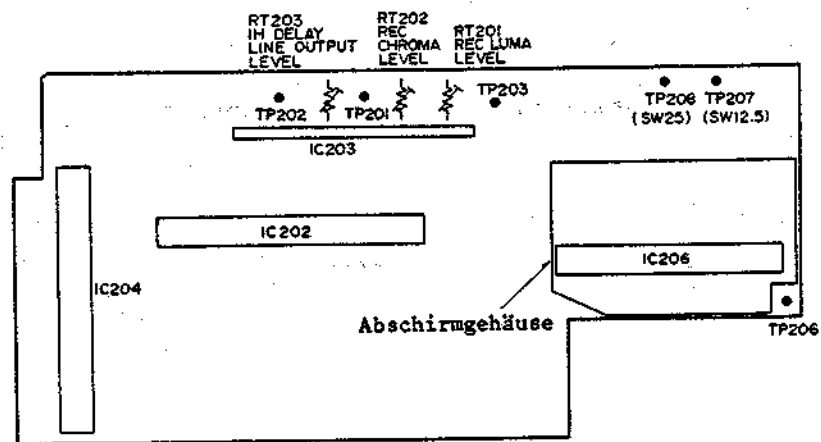 RT203
IH DELAY
LINE OUTPUT
LEVEL
RT202
REC
CHROMA
LEVEL
RT201
REC LUMA
LEVEL
TP202
TP201
TP203
TP208
(SW25)
TP207
(SW12.5)
IC203
IC202
IC206
IC204
Abschirmgehäuse
TP206